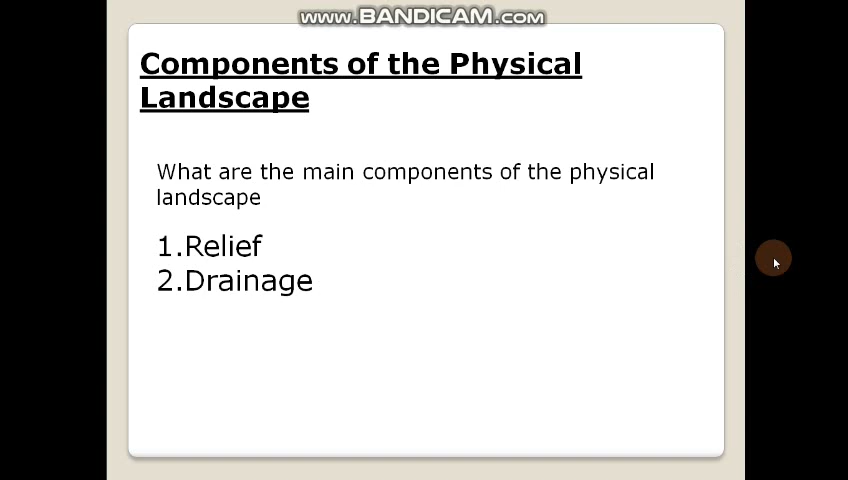 www.BANDICAM.com
Components of the Physical
Landscape
What are the main components of the physical
landscape
1.Relief
2.Drainage